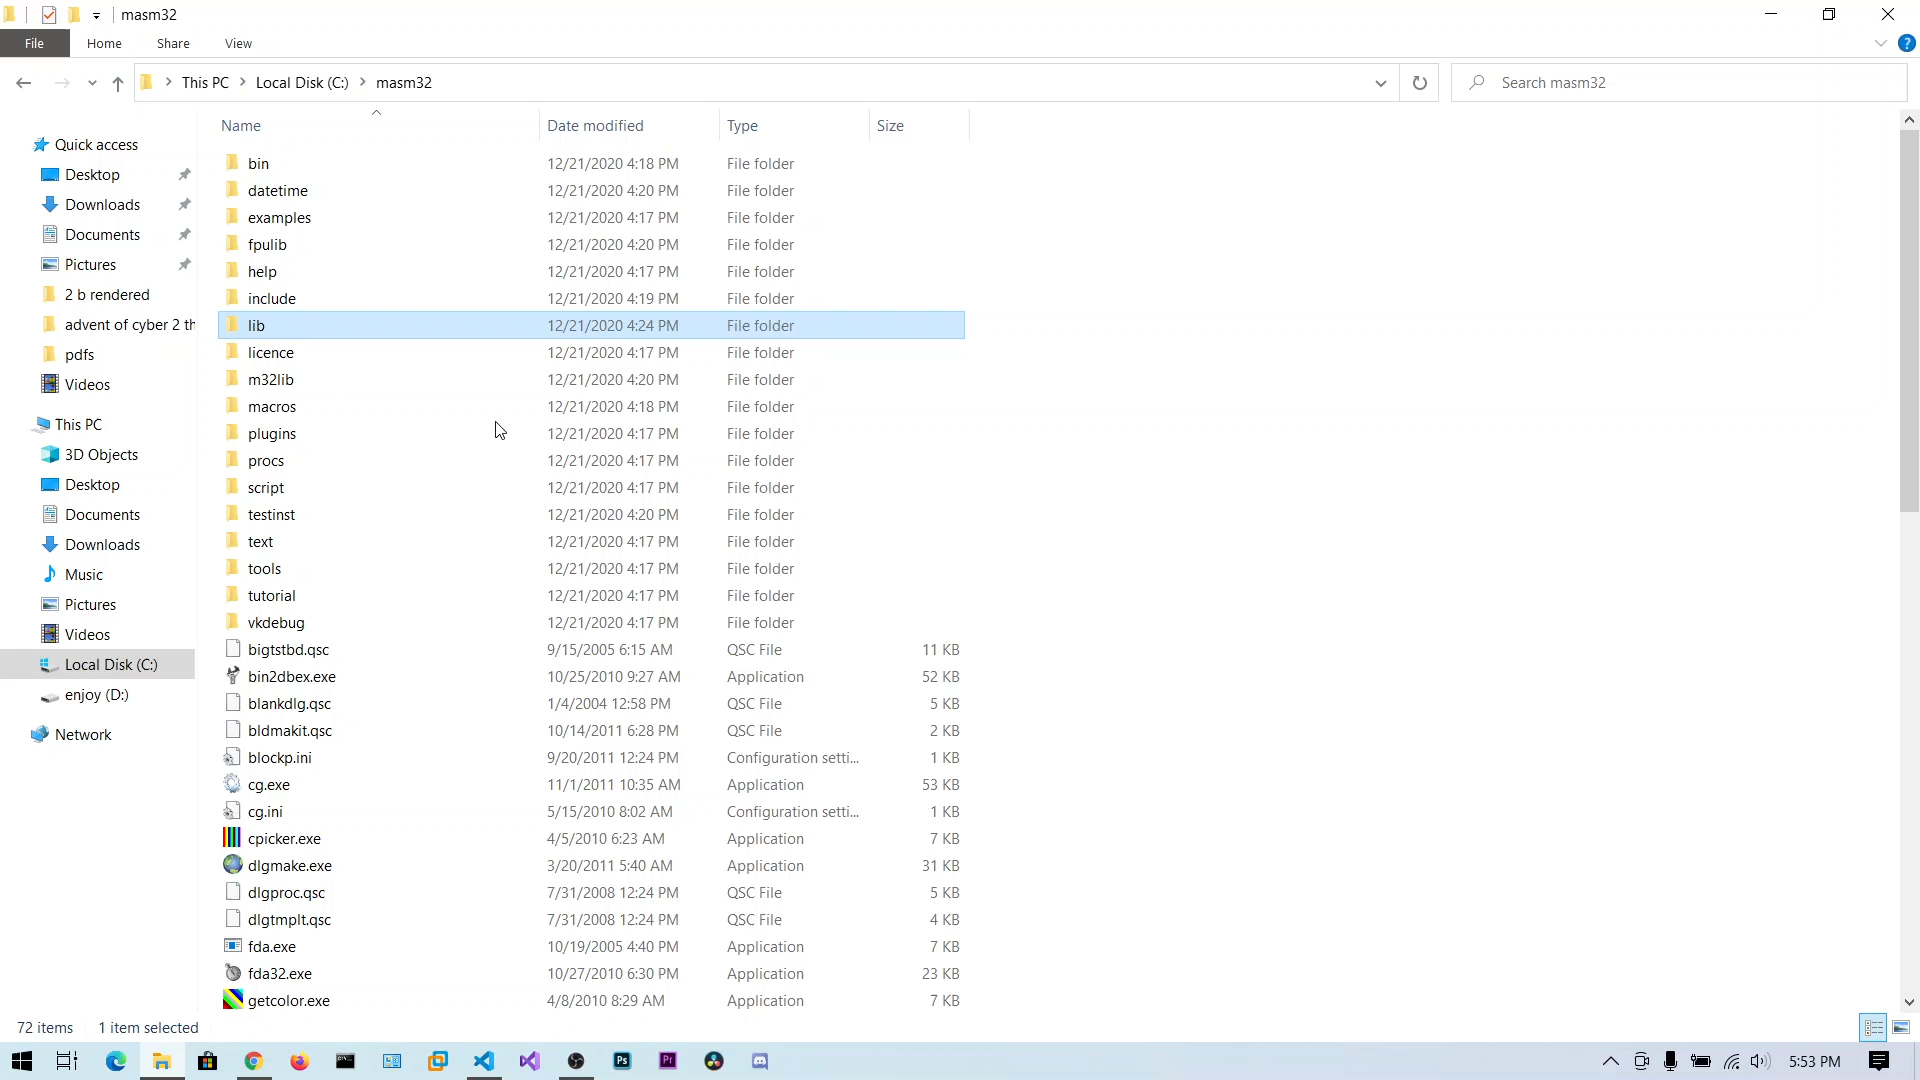 masm32
File Home Share View
This PC Local Disk (C:) masm32
Search masm32
Name Date modified Type Size
Quick access
Desktop
Downloads
Documents
Pictures
2 b rendered
advent of cyber 2 th
pdfs
Videos
This PC
3D Objects
Desktop
Documents
Downloads
Music
Pictures
Videos
Local Disk (C:)
enjoy (D:)
Network
bin 12/21/2020 4:18 PM File folder
datetime 12/21/2020 4:20 PM File folder
examples 12/21/2020 4:17 PM File folder
fpulib 12/21/2020 4:20 PM File folder
help 12/21/2020 4:17 PM File folder
include 12/21/2020 4:19 PM File folder
lib 12/21/2020 4:24 PM File folder
licence 12/21/2020 4:17 PM File folder
m32lib 12/21/2020 4:20 PM File folder
macros 12/21/2020 4:18 PM File folder
plugins 12/21/2020 4:17 PM File folder
procs 12/21/2020 4:17 PM File folder
script 12/21/2020 4:17 PM File folder
testinst 12/21/2020 4:20 PM File folder
text 12/21/2020 4:17 PM File folder
tools 12/21/2020 4:17 PM File folder
tutorial 12/21/2020 4:17 PM File folder
vkdebug 12/21/2020 4:17 PM File folder
bigtstbd.qsc 9/15/2005 6:15 AM QSC File 11 KB
bin2dbex.exe 10/25/2010 9:27 AM Application 52 KB
blankdlg.qsc 1/4/2004 12:58 PM QSC File 5 KB
bldmakit.qsc 10/14/2011 6:28 PM QSC File 2 KB
blockp.ini 9/20/2011 12:24 PM Configuration setti... 1 KB
cg.exe 11/1/2011 10:35 AM Application 53 KB
cg.ini 5/15/2010 8:02 AM Configuration setti... 1 KB
cpicker.exe 4/5/2010 6:23 AM Application 7 KB
dlgmake.exe 3/20/2011 5:40 AM Application 31 KB
dlgproc.qsc 7/31/2008 12:24 PM QSC File 5 KB
dlgtmplt.qsc 7/31/2008 12:24 PM QSC File 4 KB
fda.exe 10/19/2005 4:40 PM Application 7 KB
fda32.exe 10/27/2010 6:30 PM Application 23 KB
getcolor.exe 4/8/2010 8:29 AM Application 7 KB
72 items 1 item selected
Ps Pr 5:53 PM